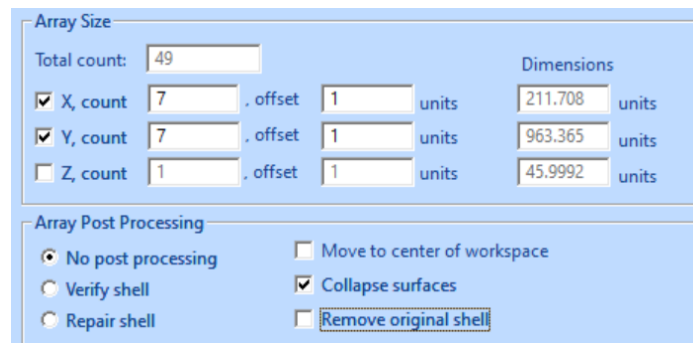 Array Size
Total count: 49
Dimensions
X, count 7 , offset 1 units 211.708 units
Y, count 7 , offset 1 units 963.365 units
Z, count 1 , offset 1 units 45.9992 units
Array Post Processing
No post processing
Move to center of workspace
Verify shell
Collapse surfaces
Repair shell
Remove original shell